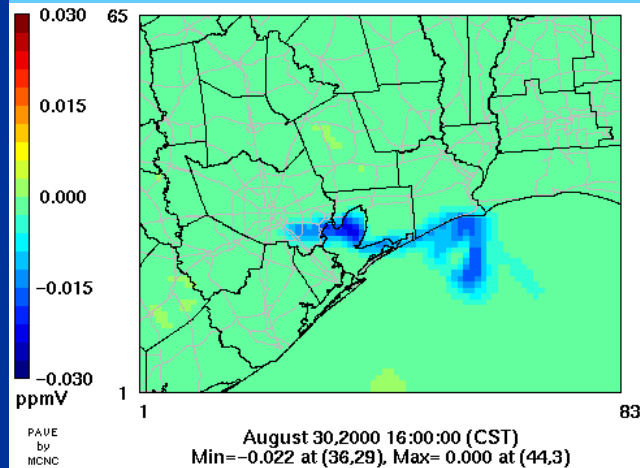 0.030
0.015
0.000
−0.015
−0.030
ppmV
PAVE
by
MCNC
65
1
1
83
August 30,2000 16:00:00 (CST)
Min=−0.022 at (36,29), Max= 0.000 at (44,3)